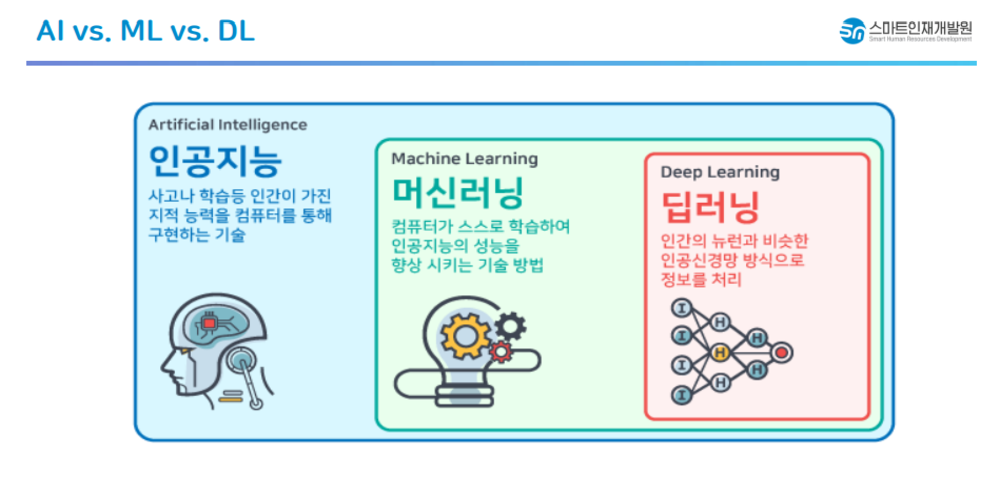 AI vs. ML vs. DL
스마트인재개발원
Smart Human Resources Development
Artificial Intelligence
인공지능
사고나 학습등 인간이 가진
지적 능력을 컴퓨터를 통해
구현하는 기술
Machine Learning
머신러닝
컴퓨터가 스스로 학습하여
인공지능의 성능을
향상 시키는 기술 방법
Deep Learning
딥러닝
인간의 뉴런과 비슷한
인공신경망 방식으로
정보를 처리
I
H
I
H
H
I
H
H
I